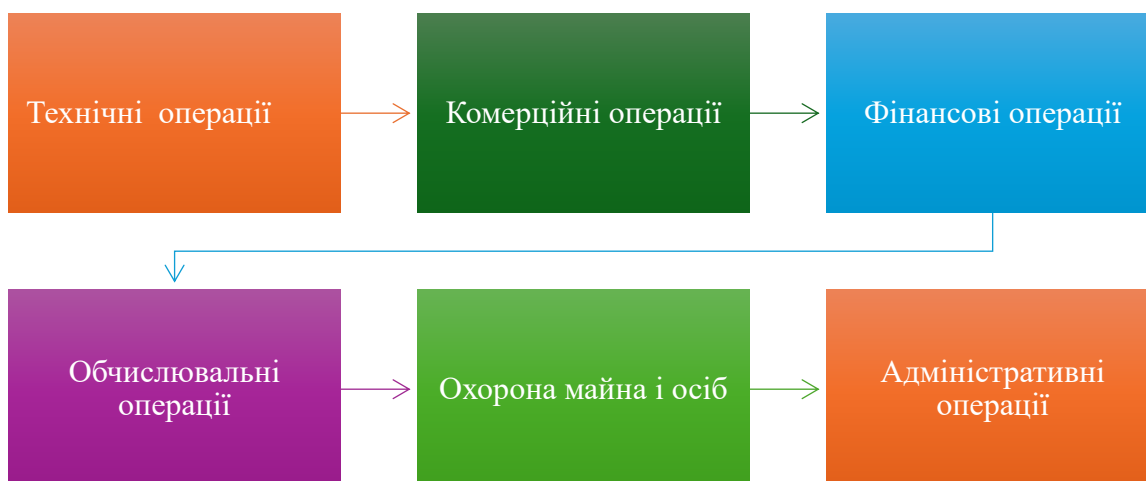 Технічні  операції
Комерційні операції
Фінансові операції
Обчислювальні
операції
Охорона майна і осіб
Адміністративні
операції